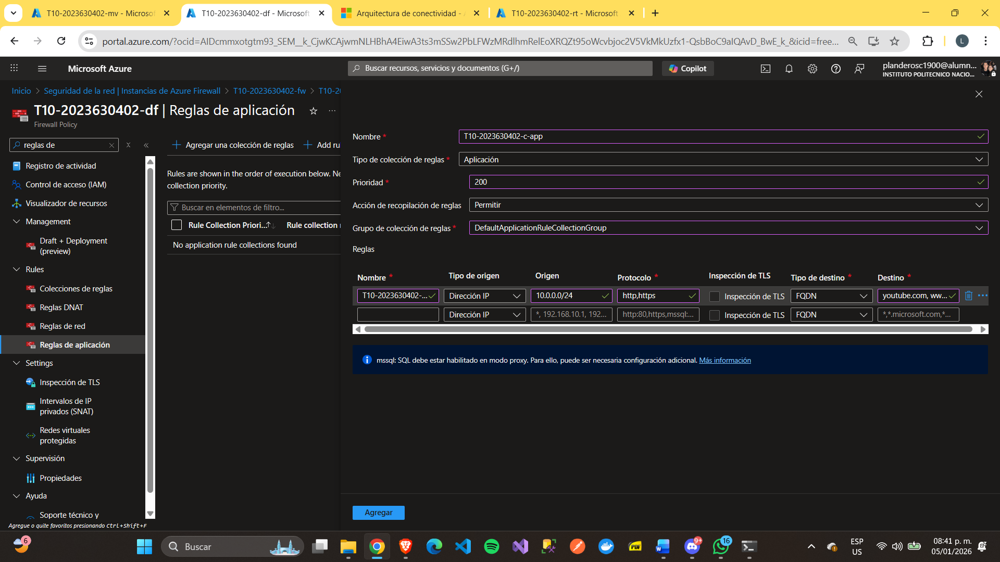 T10-2023630402-mv - Microsof
T10-2023630402-df - Microsoft
Arquitectura de conectividad - A
T10-2023630402-rt - Microsoft
portal.azure.com/?ocid=AIDcmmxotgtm93_SEM__k_CjwKCAjwmNLHBhA4EiwA3ts3mSSw2PbLFWzMRdlhmRelEoXRQZt95oWcvbjoc2V5VkMkUzfx1-QsbBoC9aIQAvD_BwE_k_&icid=free...
L
Microsoft Azure
Buscar recursos, servicios y documentos (G+/)
Copilot
planderosc1900@alumn...
INSTITUTO POLITECNICO NACIO...
Inicio > Seguridad de la red | Instancias de Azure Firewall > T10-2023630402-fw > T10-20
T10-2023630402-df | Reglas de aplicación
Firewall Policy
reglas de
Registro de actividad
Control de acceso (IAM)
Visualizador de recursos
Management
Draft + Deployment
(preview)
Rules
Colecciones de reglas
Reglas DNAT
Reglas de red
Reglas de aplicación
Settings
Inspección de TLS
Intervalos de IP
privados (SNAT)
Redes virtuales
protegidas
Supervisión
Propiedades
Ayuda
Soporte técnico y
Agregue o quite favoritos presionando Ctrl+Shift+F
Agregar una colección de reglas
Add ru
Rules are shown in the order of execution below. Ne
collection priority.
Buscar en elementos de filtro...
Rule Collection Priori...
Rule collection
No application rule collections found
Nombre *
T10-2023630402-c-app
Tipo de colección de reglas *
Aplicación
Prioridad *
200
Acción de recopilación de reglas
Permitir
Grupo de colección de reglas *
DefaultApplicationRuleCollectionGroup
Reglas
Nombre * Tipo de origen Origen Protocolo * Inspección de TLS Tipo de destino * Destino *
T10-2023630402-... Dirección IP 10.0.0.0/24 http,https Inspección de TLS FQDN youtube.com, ww...
Dirección IP *, 192.168.10.1, 192... http:80,https,mssql:... Inspección de TLS FQDN *,*.microsoft.com,*...
mssql: SQL debe estar habilitado en modo proxy. Para ello, puede ser necesaria configuración adicional. Más información
Agregar
6
Buscar
PDF
9+
16
ESP
US
08:41 p. m.
05/01/2026